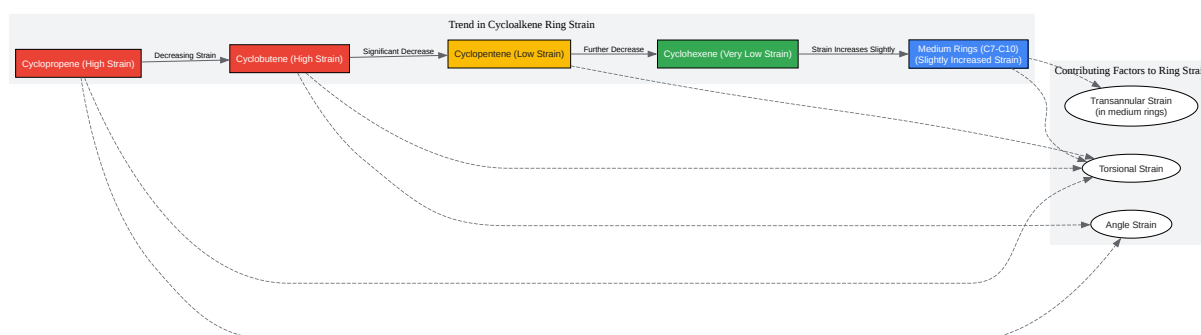 Trend in Cycloalkene Ring Strain
Cyclopropene (High Strain)
Decreasing Strain
Cyclobutene (High Strain)
Significant Decrease
Cyclopentene (Low Strain)
Further Decrease
Cyclohexene (Very Low Strain)
Strain Increases Slightly
Medium Rings (C7-C10)
(Slightly Increased Strain)
Contributing Factors to Ring Strai
Transannular Strain
(in medium rings)
Torsional Strain
Angle Strain